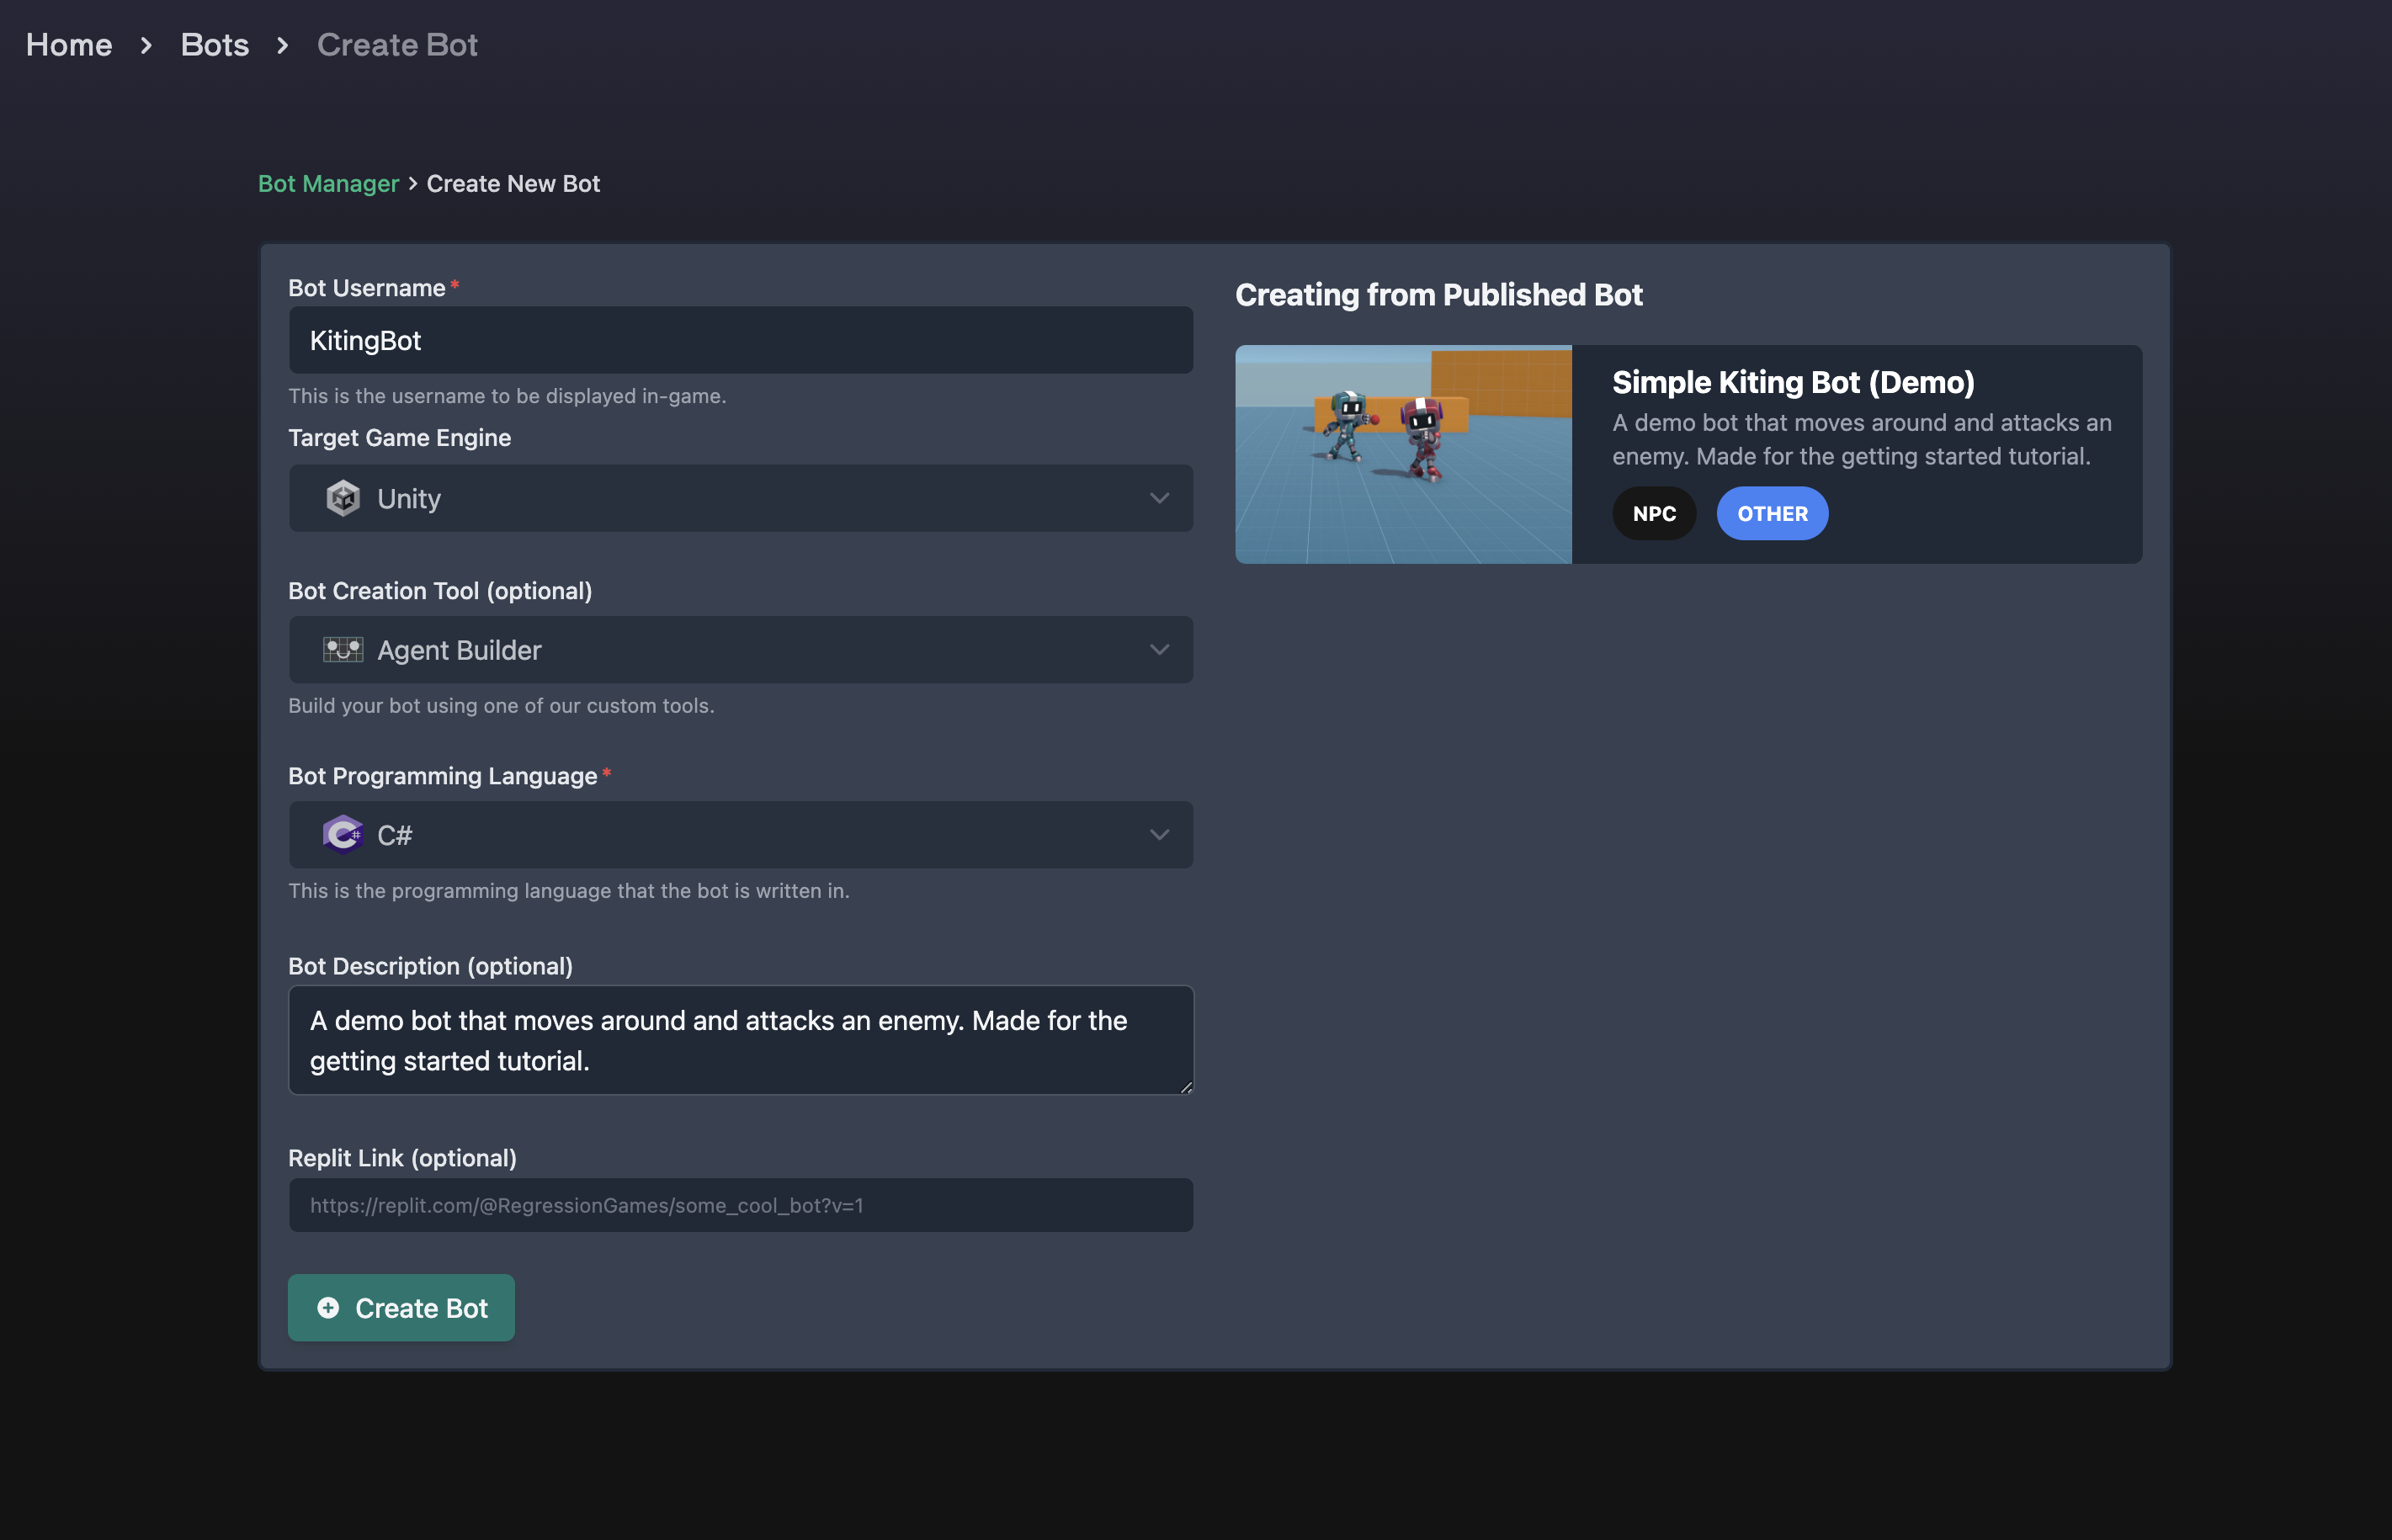 Home > Bots > Create Bot
Bot Manager > Create New Bot
Bot Username*
KitingBot
This is the username to be displayed in-game.
Target Game Engine
Unity
Bot Creation Tool (optional)
Agent Builder
Build your bot using one of our custom tools.
Bot Programming Language*
C#
This is the programming language that the bot is written in.
Bot Description (optional)
A demo bot that moves around and attacks an enemy. Made for the
getting started tutorial.
Replit Link (optional)
https://replit.com/@RegressionGames/some_cool_bot?v=1
Create Bot
Creating from Published Bot
Simple Kiting Bot (Demo)
A demo bot that moves around and attacks an
enemy. Made for the getting started tutorial.
NPC OTHER